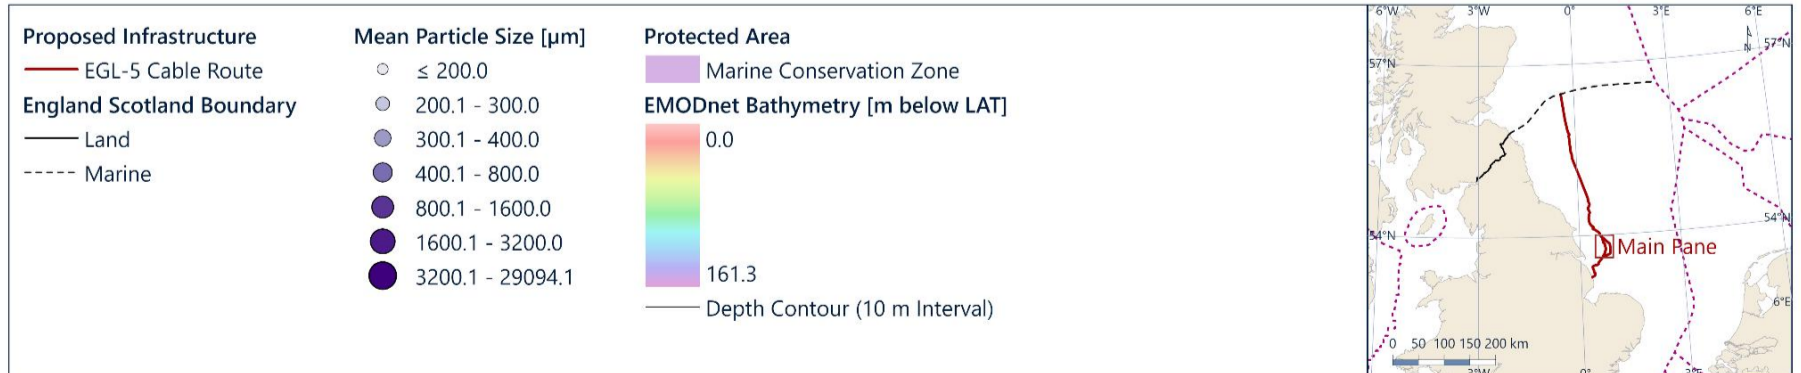 Proposed Infrastructure
EGL-5 Cable Route
England Scotland Boundary
Land
Marine
Mean Particle Size [µm]
≤ 200.0
200.1 - 300.0
300.1 - 400.0
400.1 - 800.0
800.1 - 1600.0
1600.1 - 3200.0
3200.1 - 29094.1
Protected Area
Marine Conservation Zone
EMODnet Bathymetry [m below LAT]
0.0
161.3
Depth Contour (10 m Interval)
6°W 3°W 0° 3°E 6°E
N
57°N
57°N
54°N
54°N
Main Pane
6°E
0 50 100 150 200 km
3°W 0° 3°E